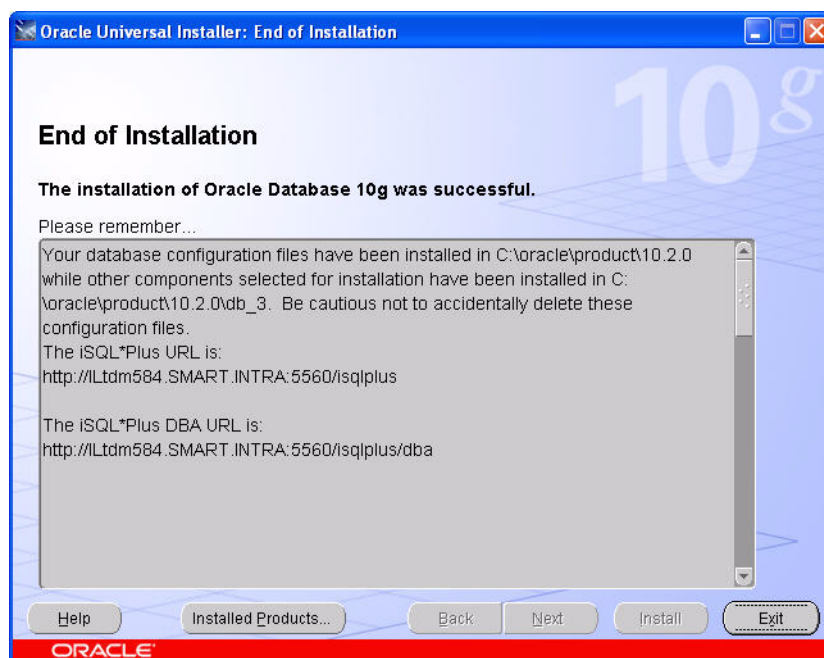 Oracle Universal Installer: End of Installation
10g
End of Installation
The installation of Oracle Database 10g was successful.
Please remember...
Your database configuration files have been installed in C:\oracle\product\10.2.0
while other components selected for installation have been installed in C:
\oracle\product\10.2.0\db_3.  Be cautious not to accidentally delete these
configuration files.
The iSQL*Plus URL is:
http://ILtdm584.SMART.INTRA:5560/isqlplus
The iSQL*Plus DBA URL is:
http://ILtdm584.SMART.INTRA:5560/isqlplus/dba
Help Installed Products... Back Next Install Exit
ORACLE